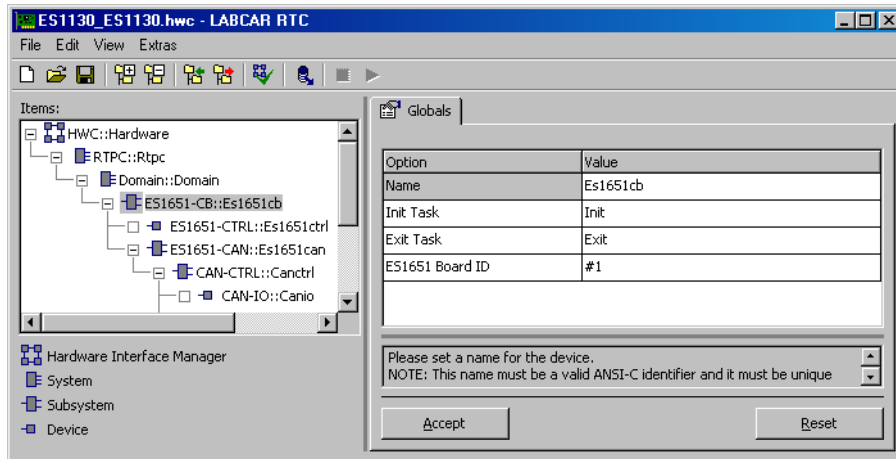 ES1130_ES1130.hwc - LABCAR RTC
File Edit View Extras
Items:
HWC::Hardware
RTPC::Rtpc
Domain::Domain
ES1651-CB::Es1651cb
ES1651-CTRL::Es1651ctrl
ES1651-CAN::Es1651can
CAN-CTRL::Canctrl
CAN-IO::Canio
Hardware Interface Manager
System
Subsystem
Device
Globals
Option Value
Name Es1651cb
Init Task Init
Exit Task Exit
ES1651 Board ID #1
Please set a name for the device.
NOTE: This name must be a valid ANSI-C identifier and it must be unique
Accept Reset